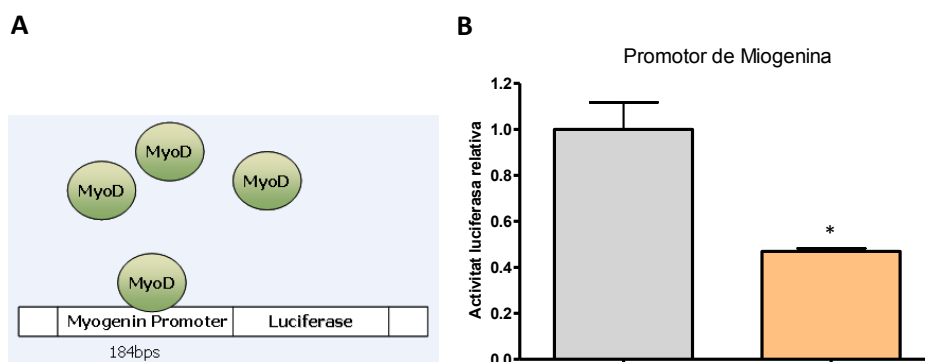 A
MyoD
MyoD
MyoD
MyoD
Myogenin Promoter
Luciferase
184bps
B
Promotor de Miogenina
Activitat luciferasa relativa
1.2
1.0
0.8
0.6
0.4
0.2
0.0
*